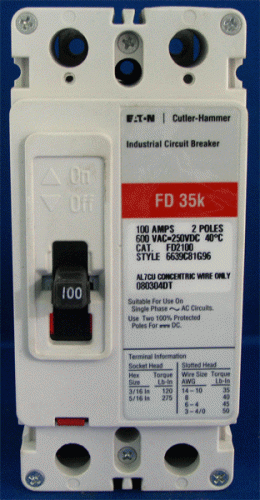 EATON | Cutler-Hammer
Industrial Circuit Breaker
FD 35k
On
Off
100
100 AMPS 2 POLES
600 VAC=250VDC 40°C
CAT. FD2100
STYLE 6639C81G96
AL7CU CONCENTRIC WIRE ONLY
080304DT
Suitable For Use On
Single Phase ~ AC Circuits.
Use Two 100% Protected
Poles For DC.
Terminal Information
Socket Head Slotted Head
Hex Torque Wire Size Torque
Size Lb-In AWG Lb-In
3/16 In 120 14 – 10 35
5/16 In 275 8 40
6 – 4 45
3 – 4/0 50